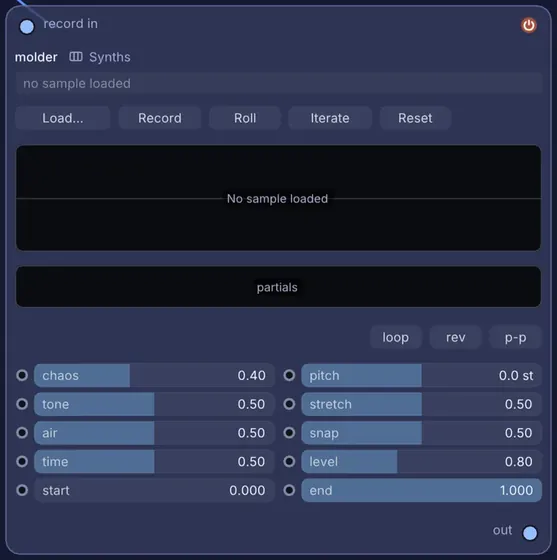 record in
molder Synths
no sample loaded
Load... Record Roll Iterate Reset
No sample loaded
partials
loop rev p-p
chaos 0.40 pitch 0.0 st
tone 0.50 stretch 0.50
air 0.50 snap 0.50
time 0.50 level 0.80
start 0.000 end 1.000
out